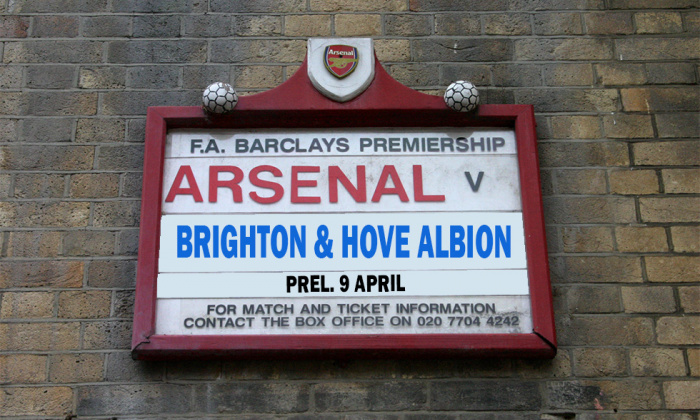 Arsenal
F.A. BARCLAYS PREMIERSHIP
ARSENAL V
BRIGHTON & HOVE ALBION
PREL. 9 APRIL
FOR MATCH AND TICKET INFORMATION
CONTACT THE BOX OFFICE ON 020 7704 4242